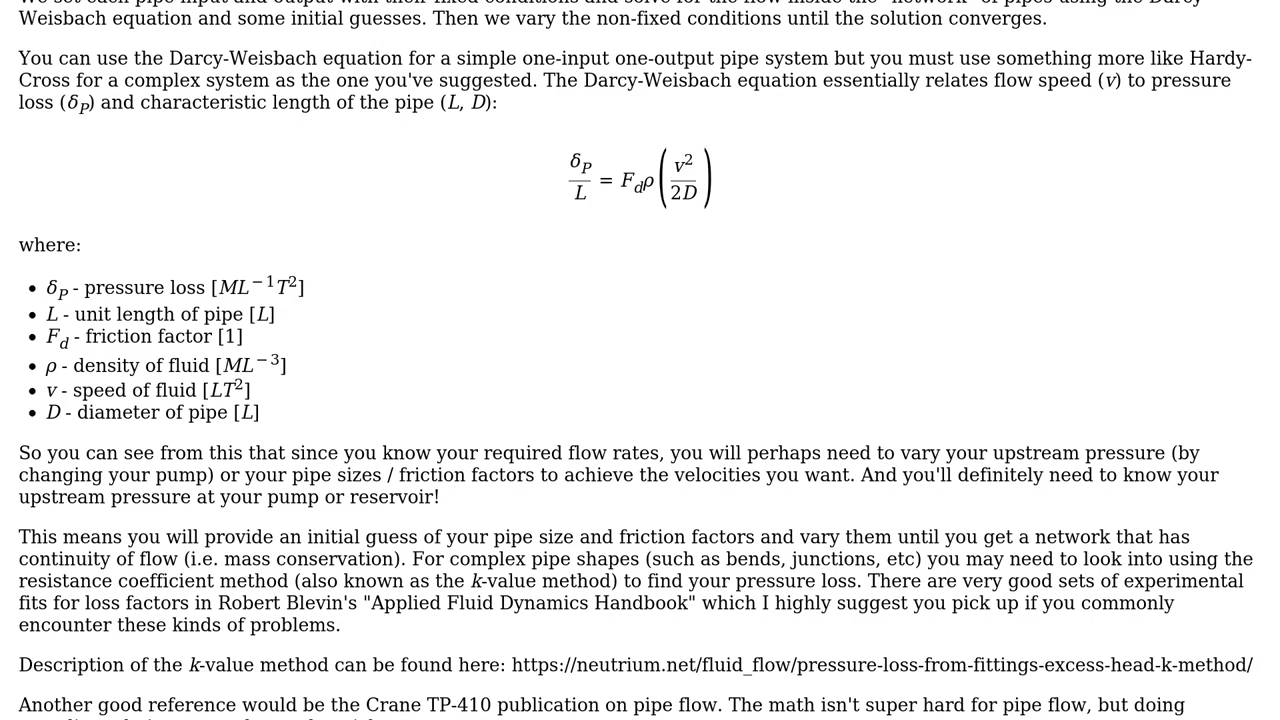 Weisbach equation and some initial guesses. Then we vary the non-fixed conditions until the solution converges.
You can use the Darcy-Weisbach equation for a simple one-input one-output pipe system but you must use something more like Hardy-
Cross for a complex system as the one you've suggested. The Darcy-Weisbach equation essentially relates flow speed (v) to pressure
loss (δ_P) and characteristic length of the pipe (L, D):
δ_P/L = F_dρ(v²/2D)
where:
• δ_P - pressure loss [ML⁻¹T²]
• L - unit length of pipe [L]
• F_d - friction factor [1]
• ρ - density of fluid [ML⁻³]
• v - speed of fluid [LT²]
• D - diameter of pipe [L]
So you can see from this that since you know your required flow rates, you will perhaps need to vary your upstream pressure (by
changing your pump) or your pipe sizes / friction factors to achieve the velocities you want. And you'll definitely need to know your
upstream pressure at your pump or reservoir!
This means you will provide an initial guess of your pipe size and friction factors and vary them until you get a network that has
continuity of flow (i.e. mass conservation). For complex pipe shapes (such as bends, junctions, etc) you may need to look into using the
resistance coefficient method (also known as the k-value method) to find your pressure loss. There are very good sets of experimental
fits for loss factors in Robert Blevin's "Applied Fluid Dynamics Handbook" which I highly suggest you pick up if you commonly
encounter these kinds of problems.
Description of the k-value method can be found here: https://neutrium.net/fluid_flow/pressure-loss-from-fittings-excess-head-k-method/
Another good reference would be the Crane TP-410 publication on pipe flow. The math isn't super hard for pipe flow, but doing